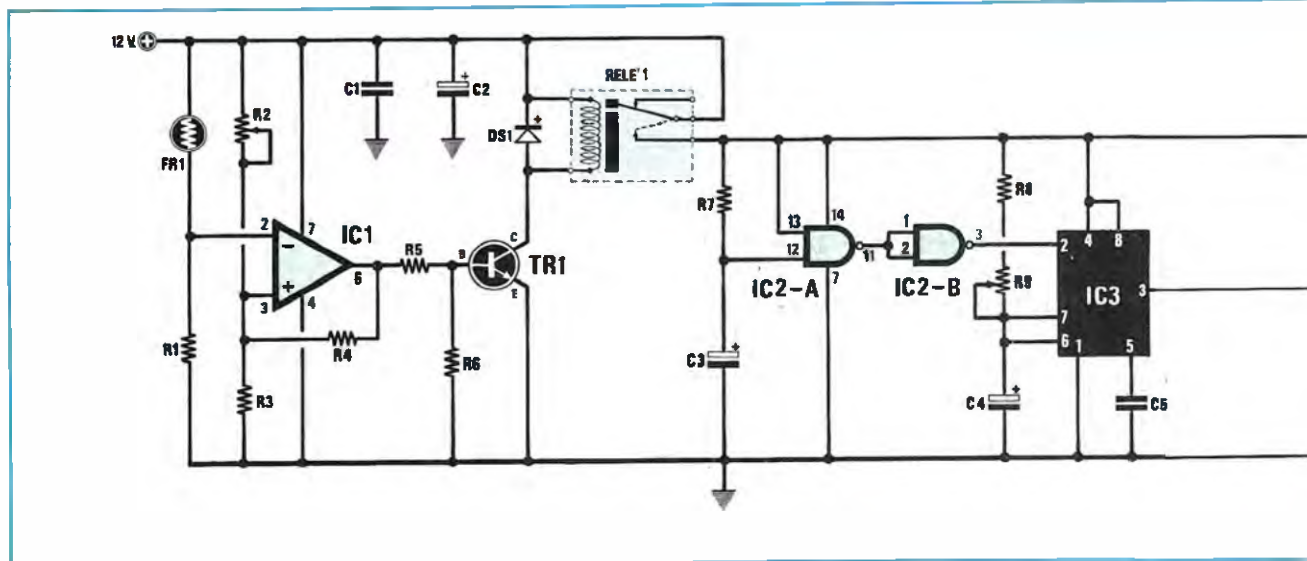 12 V.
FR1
R2
C1
C2
DS1
RELE'1
2
7
IC1
6
4
3
R4
R1
R3
R5
B
C
E
TR1
R6
R7
C3
13
12
14
11
7
IC2-A
1
2
3
IC2-B
R8
R9
C4
2
4
8
IC3
3
7
6
1
5
C5